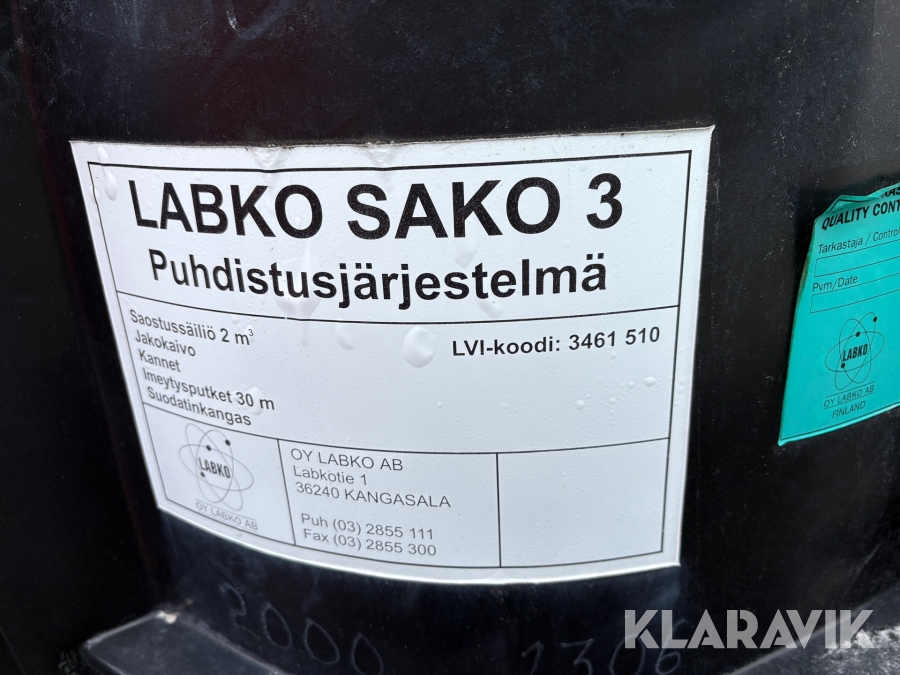 LABKO SAKO 3
Puhdistusjärjestelmä
Saostussäiliö 2 m³
Jakokaivo
Kannet
Imeytysputket 30 m
Suodatinkangas
LVI-koodi: 3461 510
LABKO
OY LABKO AB
OY LABKO AB
Labkotie 1
36240 KANGASALA
Puh (03) 2855 111
Fax (03) 2855 300
QUALITY CONT
Tarkastaja / Control
Pvm/Date
LABKO
OY LABKO AB
FINLAND
2000
1306
KLARAVIK